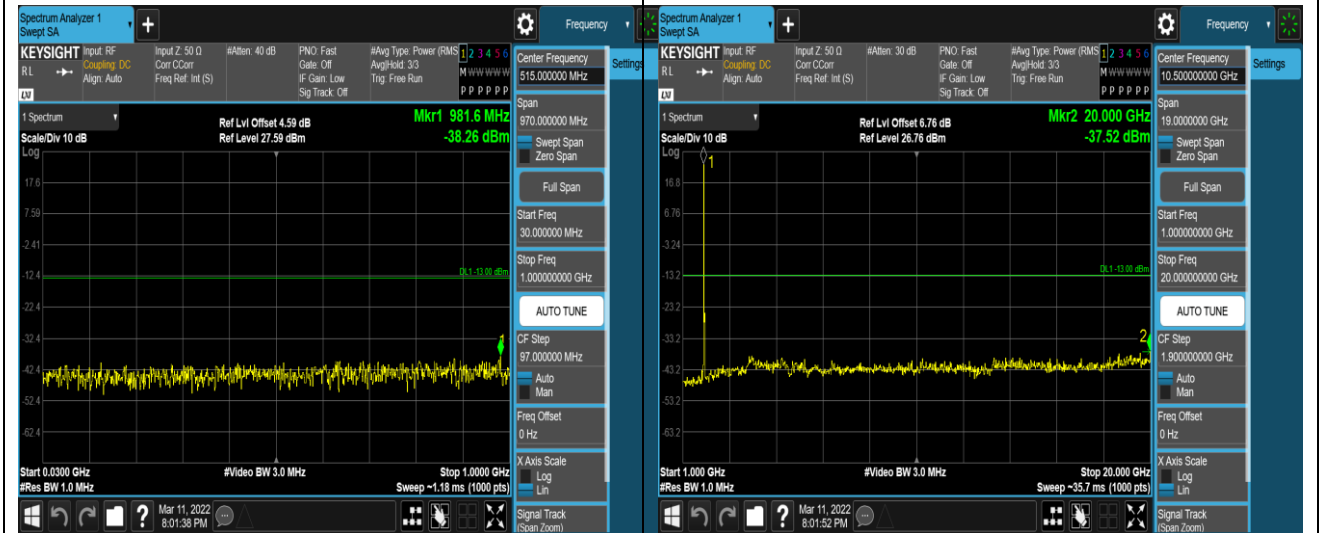 Spectrum Analyzer 1
Swept SA
+
Frequency
KEYSIGHT
RL
LXI
Input: RF
Coupling: DC
Align: Auto
Input Z: 50 Ω
Corr CCorr
Freq Ref: Int (S)
#Atten: 40 dB
PNO: Fast
Gate: Off
IF Gain: Low
Sig Track: Off
#Avg Type: Power (RMS
Avg|Hold: 3/3
Trig: Free Run
1 2 3 4 5 6
M W W W W W
P P P P P P
Center Frequency
515.000000 MHz
Settings
1 Spectrum
Scale/Div 10 dB
Log
Ref Lvl Offset 4.59 dB
Ref Level 27.59 dBm
Mkr1 981.6 MHz
-38.26 dBm
Span
970.000000 MHz
Swept Span
Zero Span
Full Span
Start Freq
30.000000 MHz
Stop Freq
1.000000000 GHz
AUTO TUNE
CF Step
97.000000 MHz
Auto
Man
Freq Offset
0 Hz
X Axis Scale
Log
Lin
Signal Track
(Span Zoom)
17.6
7.59
-2.41
-12.4
-22.4
-32.4
-42.4
-52.4
-62.4
DL1 -13.00 dBm
1
Start 0.0300 GHz
#Res BW 1.0 MHz
#Video BW 3.0 MHz
Stop 1.0000 GHz
Sweep ~1.18 ms (1000 pts)
?
Mar 11, 2022
8:01:38 PM
Spectrum Analyzer 1
Swept SA
+
Frequency
KEYSIGHT
RL
LXI
Input: RF
Coupling: DC
Align: Auto
Input Z: 50 Ω
Corr CCorr
Freq Ref: Int (S)
#Atten: 30 dB
PNO: Fast
Gate: Off
IF Gain: Low
Sig Track: Off
#Avg Type: Power (RMS
Avg|Hold: 3/3
Trig: Free Run
1 2 3 4 5 6
M W W W W W
P P P P P P
Center Frequency
10.500000000 GHz
Settings
1 Spectrum
Scale/Div 10 dB
Log
Ref Lvl Offset 6.76 dB
Ref Level 26.76 dBm
Mkr2 20.000 GHz
-37.52 dBm
Span
19.0000000 GHz
Swept Span
Zero Span
Full Span
Start Freq
1.000000000 GHz
Stop Freq
20.000000000 GHz
AUTO TUNE
CF Step
1.900000000 GHz
Auto
Man
Freq Offset
0 Hz
X Axis Scale
Log
Lin
Signal Track
(Span Zoom)
1
16.8
6.76
-3.24
-13.2
-23.2
-33.2
-43.2
-53.2
-63.2
DL1 -13.00 dBm
2
Start 1.000 GHz
#Res BW 1.0 MHz
#Video BW 3.0 MHz
Stop 20.000 GHz
Sweep ~35.7 ms (1000 pts)
?
Mar 11, 2022
8:01:52 PM